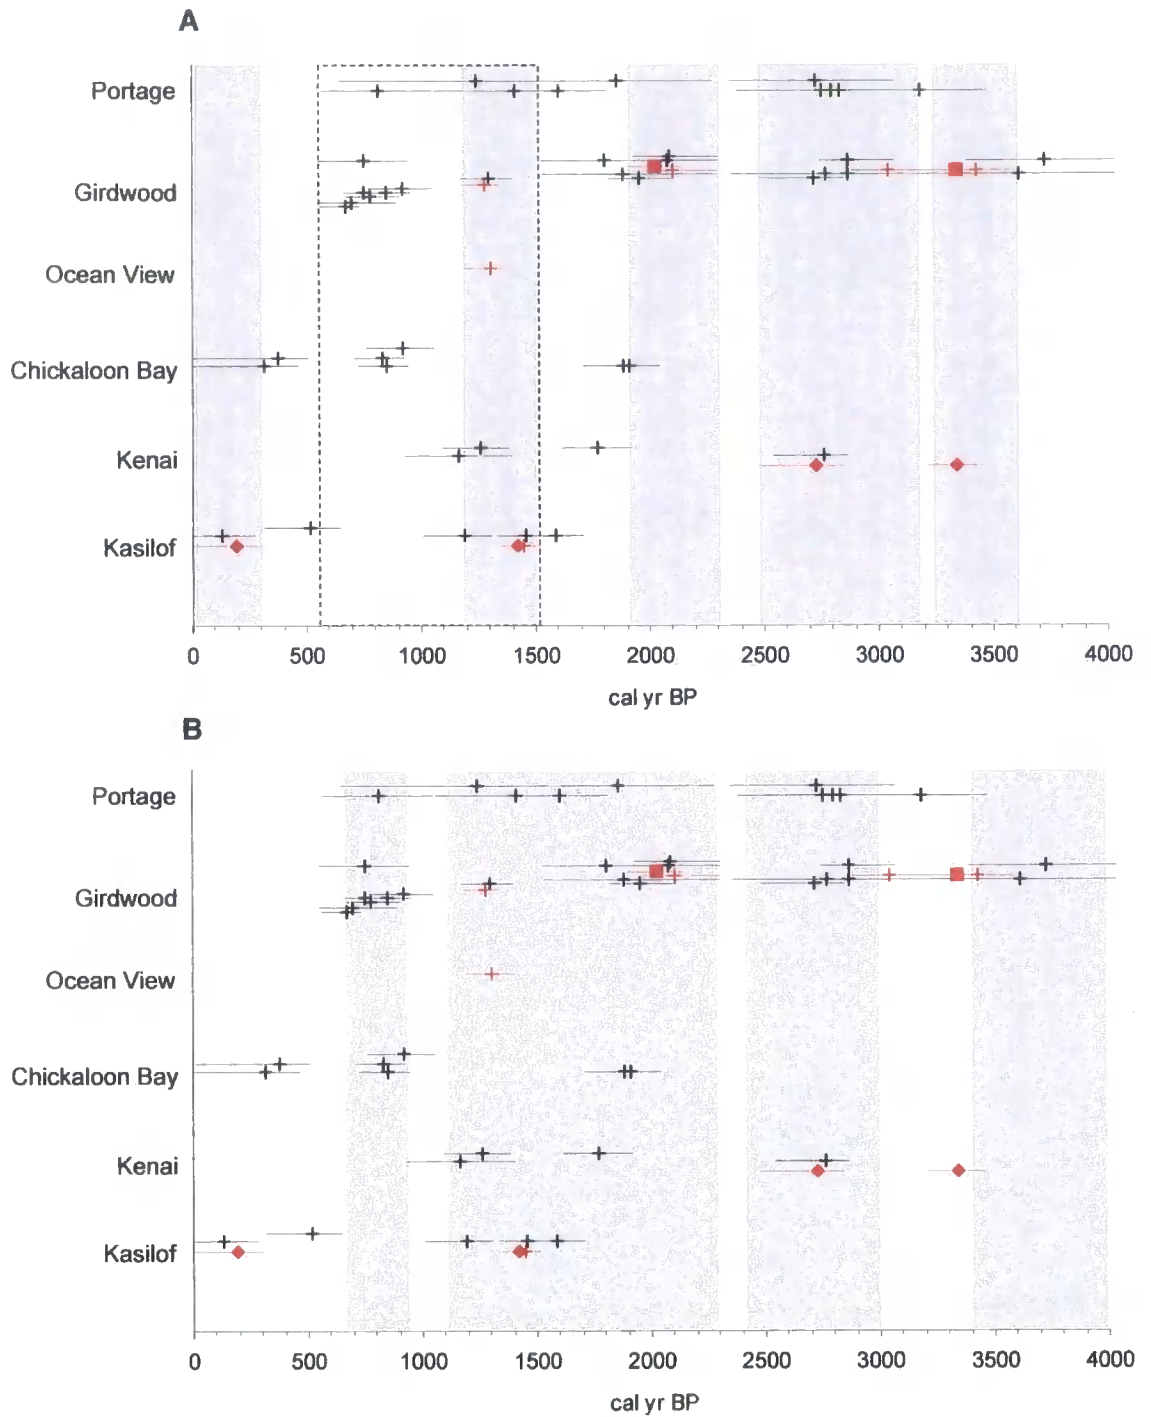 A
Portage
Girdwood
Ocean View
Chickaloon Bay
Kenai
Kasilof
0 500 1000 1500 2000 2500 3000 3500 4000
cal yr BP
B
Portage
Girdwood
Ocean View
Chickaloon Bay
Kenai
Kasilof
0 500 1000 1500 2000 2500 3000 3500 4000
cal yr BP